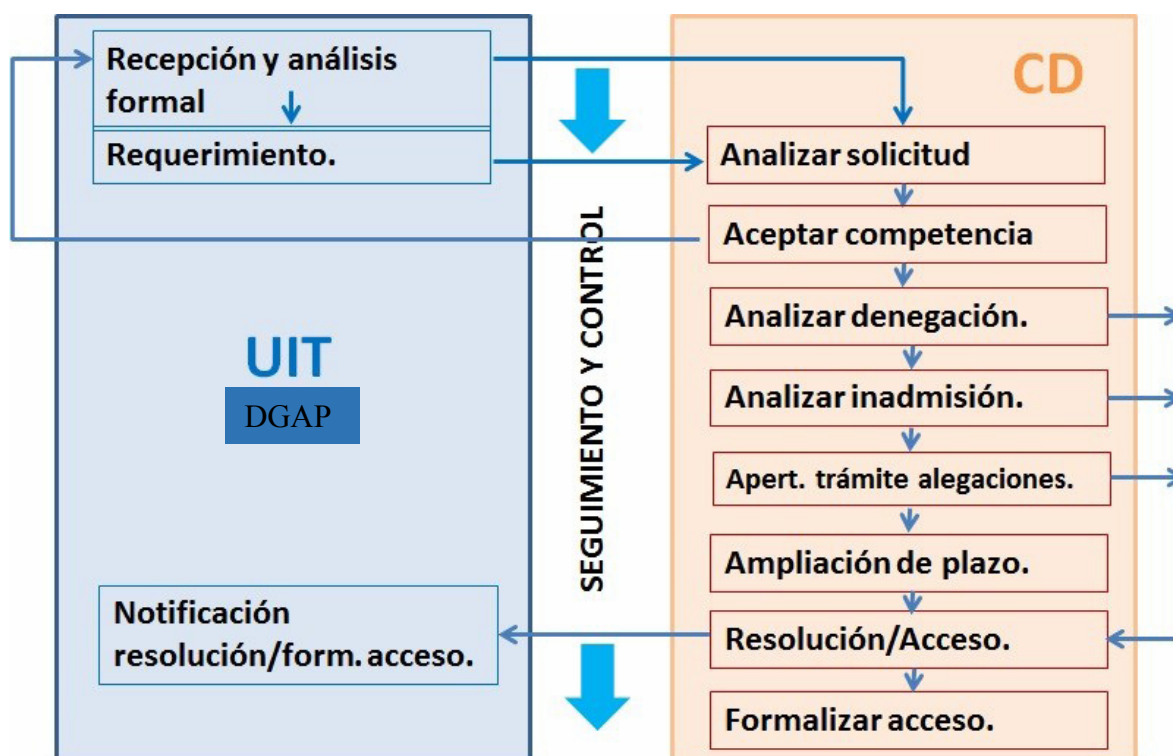 Recepción y análisis
formal
Requerimiento.
UIT
DGAP
Notificación
resolución/form. acceso.
SEGUIMIENTO Y CONTROL
CD
Analizar solicitud
Aceptar competencia
Analizar denegación.
Analizar inadmisión.
Apert. trámite alegaciones.
Ampliación de plazo.
Resolución/Acceso.
Formalizar acceso.